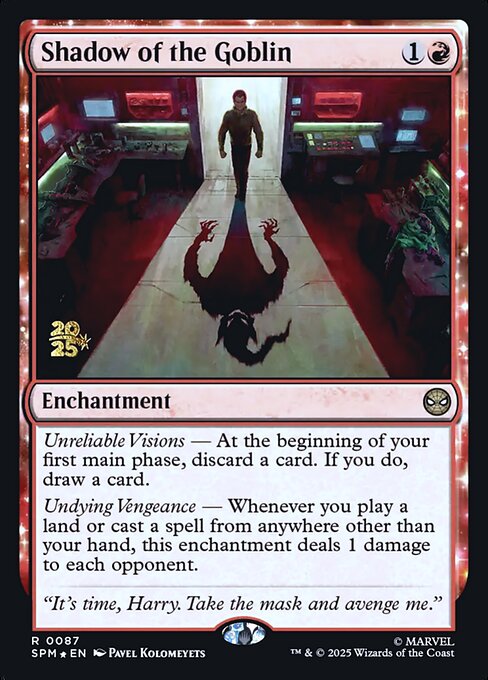 Shadow of the Goblin 1
20
25
Enchantment
Unreliable Visions — At the beginning of your
first main phase, discard a card. If you do,
draw a card.
Undying Vengeance — Whenever you play a
land or cast a spell from anywhere other than
your hand, this enchantment deals 1 damage
to each opponent.
“It’s time, Harry. Take the mask and avenge me.”
R 0087
SPM★EN Pavel Kolomeyets
© MARVEL
™ & © 2025 Wizards of the Coast